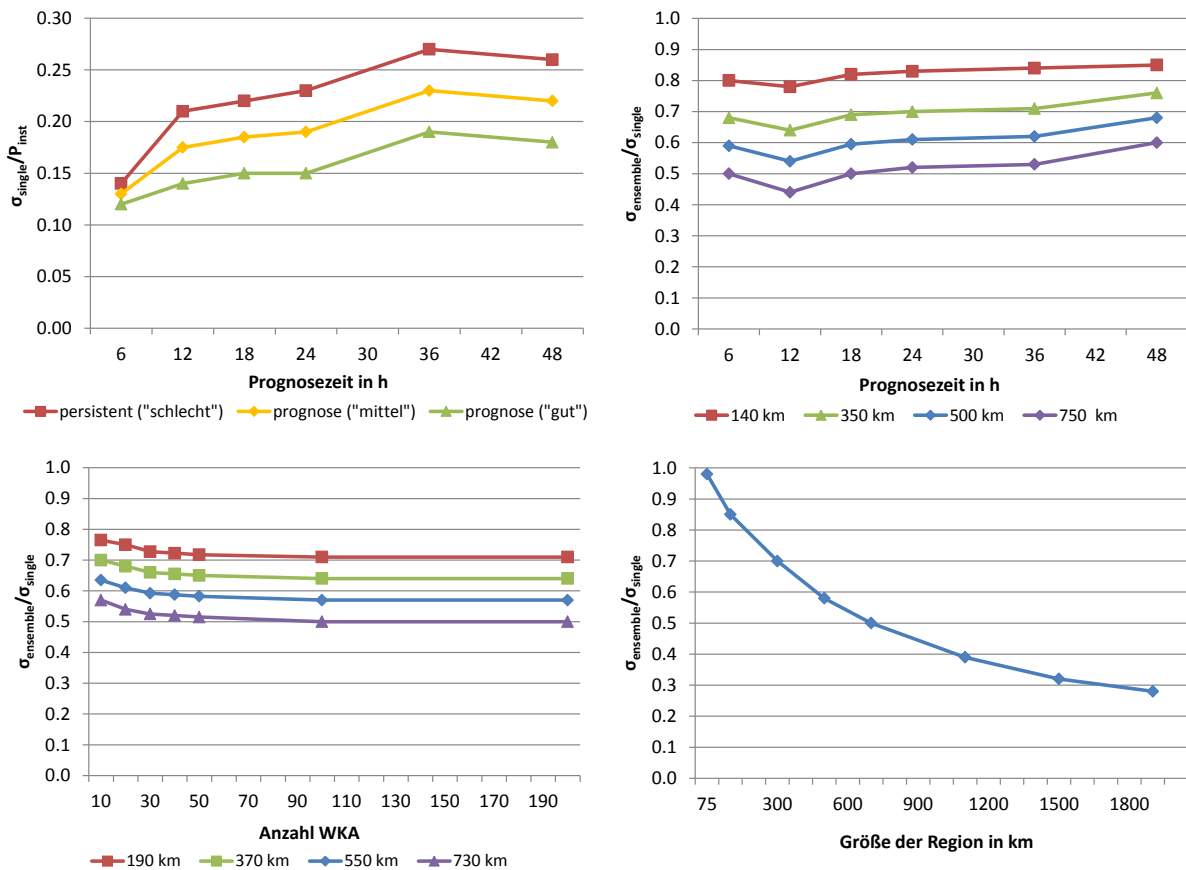 0.30
0.25
0.20
0.15
0.10
0.05
0.00
σsingle/Pinst
6 12 18 24 30 36 42 48
Prognosezeit in h
persistent ("schlecht") prognose ("mittel") prognose ("gut")
1.0
0.9
0.8
0.7
0.6
0.5
0.4
0.3
0.2
0.1
0.0
σensemble/σsingle
6 12 18 24 30 36 42 48
Prognosezeit in h
140 km 350 km 500 km 750 km
1.0
0.9
0.8
0.7
0.6
0.5
0.4
0.3
0.2
0.1
0.0
σensemble/σsingle
10 30 50 70 90 110 130 150 170 190
Anzahl WKA
190 km 370 km 550 km 730 km
1.0
0.9
0.8
0.7
0.6
0.5
0.4
0.3
0.2
0.1
0.0
σensemble/σsingle
75 300 600 900 1200 1500 1800
Größe der Region in km